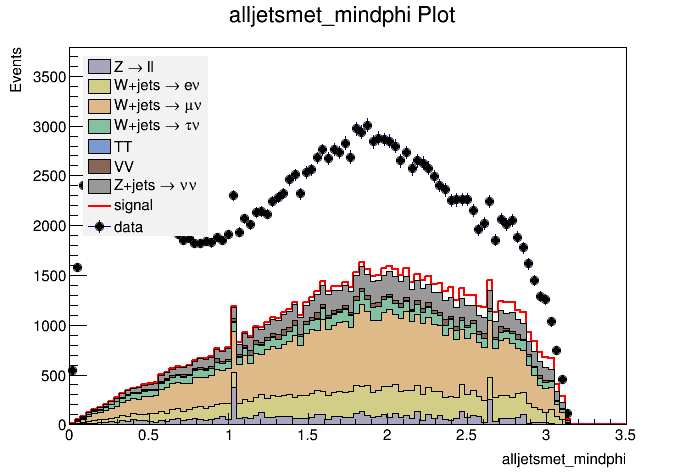 alljetsmet_mindphi Plot
Events
3500
3000
2500
2000
1500
1000
500
0
Z → ll
W+jets → eν
W+jets → μν
W+jets → τν
TT
VV
Z+jets → νν
signal
data
0 0.5 1 1.5 2 2.5 3 3.5
alljetsmet_mindphi